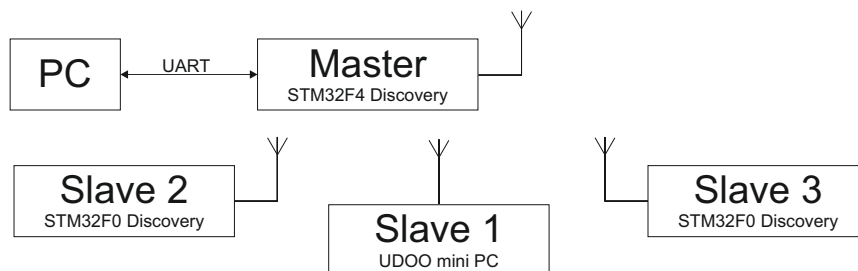 PC
UART
Master
STM32F4 Discovery
Slave 2
STM32F0 Discovery
Slave 1
UDOO mini PC
Slave 3
STM32F0 Discovery